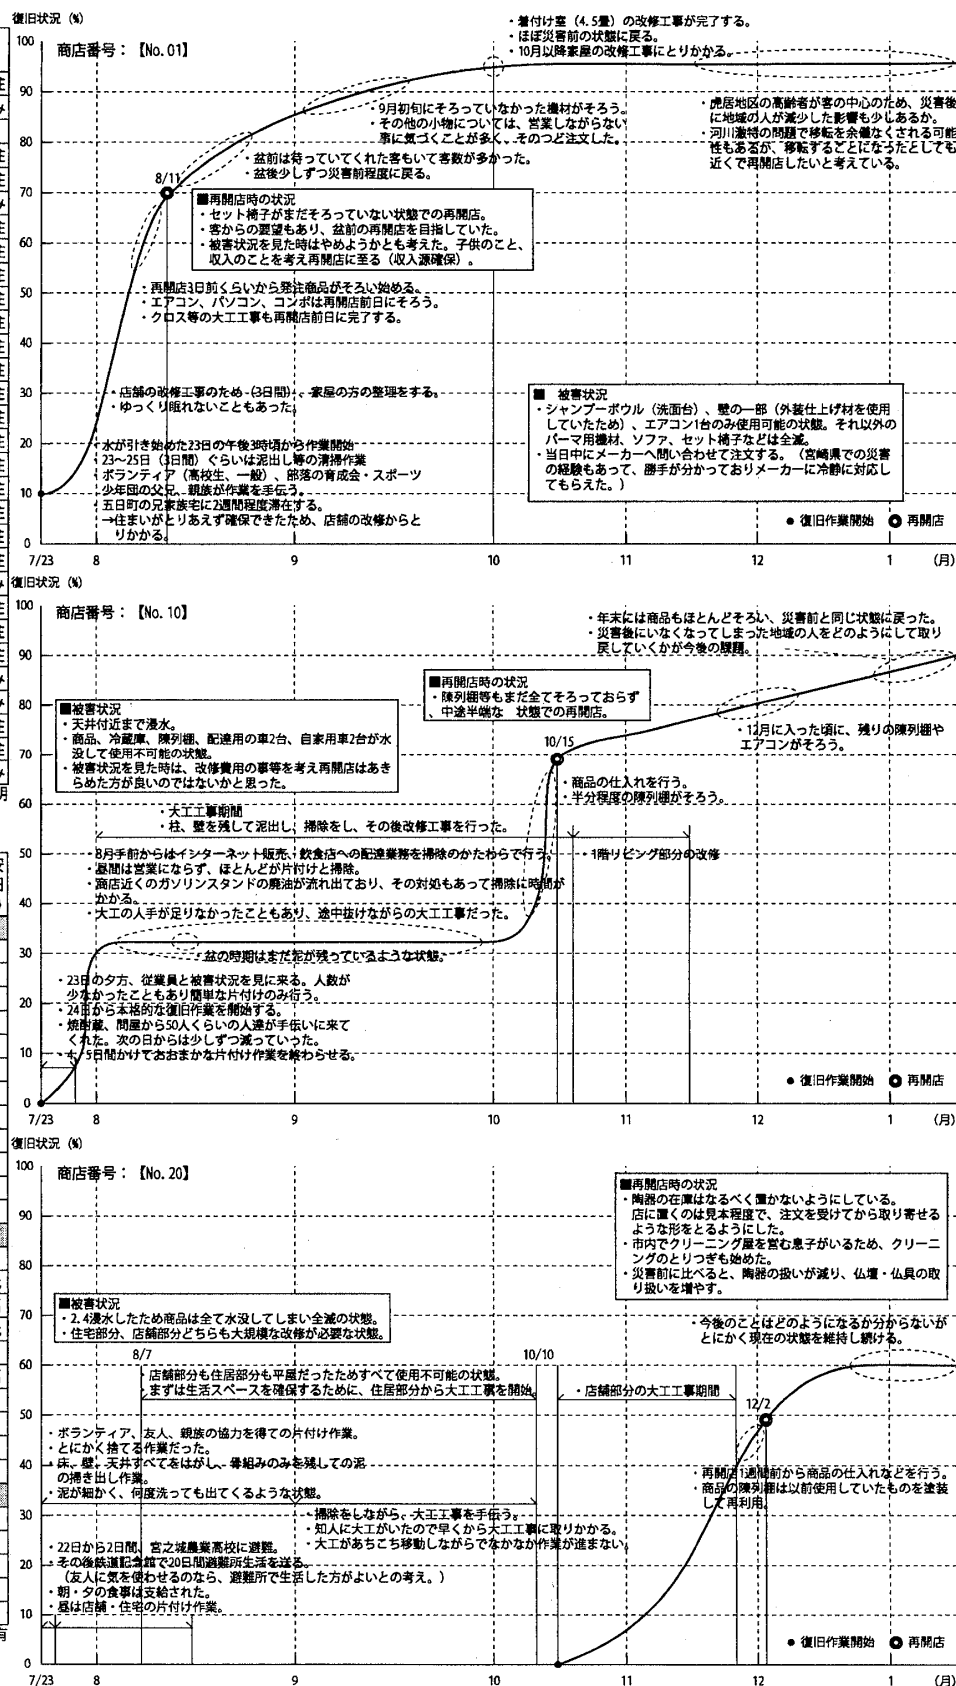 復旧状況 (%)
商店番号：【No. 01】
・着付け室（4.5畳）の改修工事が完了する。
・ほぼ災害前の状態に戻る。
・10月以降家屋の改修工事にとりかかる。
・9月初旬にそろっていなかった機材がそろう。
・その他の小物については、営業しながらない
事に気づくことが多く、そのつど注文した。
・虎居地区の高齢者が客の中心のため、災害後
に地域の人が減少した影響も少しあるか。
・河川激特の問題で移転を余儀なくされる可能
性もあるが、移転することになったとしても
近くで再開店したいと考えている。
・盆前は待っていてくれた客もいて客数が多かった。
・盆後少しずつ災害前程度に戻る。
8/11
■再開店時の状況
・セット椅子がまだそろっていない状態での再開店。
・客からの要望もあり、盆前の再開店を目指していた。
・被害状況を見た時はやめようかとも考えた。子供のこと、
収入のことを考え再開店に至る（収入源確保）。
・再開店3日前くらいから発注商品がそろい始める。
・エアコン、パソコン、コンポは再開店前日にそろう。
・クロス等の大工工事も再開店前日に完了する。
・店舗の改修工事のため（3日間）、家屋の方の整理をする。
・ゆっくり眠れないこともあった。
・水が引き始めた23日の午後3時頃から作業開始
・23～25日（3日間）ぐらいは泥出し等の清掃作業
・ボランティア（高校生、一般）、部落の育成会・スポーツ
少年団の父兄、親族が作業を手伝う。
・五日町の兄家族宅に2週間程度滞在する。
→住まいがとりあえず確保できたため、店舗の改修からと
りかかる。
■ 被害状況
・シャンプーボウル（洗面台）、壁の一部（外装仕上げ材を使用
していたため）、エアコン1台のみ使用可能の状態。それ以外の
パーマ用機材、ソファ、セット椅子などは全滅。
・当日中にメーカーへ問い合わせて注文する。（宮崎県での災害
の経験もあって、勝手が分かっておりメーカーに冷静に対応し
てもらえた。）
● 復旧作業開始 ◎ 再開店
100
90
80
70
60
50
40
30
20
10
0
7/23 8 9 10 11 12 1 (月)
復旧状況 (%)
商店番号：【No. 10】
・年末には商品もほとんどそろい、災害前と同じ状態に戻った。
・災害後にいなくなってしまった地域の人をどのようにして取り
戻していくかが今後の課題。
■再開店時の状況
・陳列棚等もまだ全てそろっておらず
、中途半端な 状態での再開店。
■被害状況
・天井付近まで浸水。
・商品、冷蔵庫、陳列棚、配達用の車2台、自家用車2台が水
没して使用不可能の状態。
・被害状況を見た時は、改修費用の事等を考え再開店はあき
らめた方が良いのではないかと思った。
10/15
・12月に入った頃に、残りの陳列棚や
エアコンがそろう。
・商品の仕入れを行う。
・半分程度の陳列棚がそろう。
・大工工事期間
・柱、壁を残して泥出し、掃除をし、その後改修工事を行った。
・1階リビング部分の改修
・8月手前からはインターネット販売、飲食店への配達業務を掃除のかたわらで行う。
・昼間は営業にならず、ほとんどが片付けと掃除。
・商店近くのガソリンスタンドの廃油が流れ出ており、その対処もあって掃除に時間が
かかる。
・大工の人手が足りなかったこともあり、途中抜けながらの大工工事だった。
・盆の時期はまだ泥が残っているような状態。
・23日の夕方、従業員と被害状況を見に来る。人数が
少なかったこともあり簡単な片付けのみ行う。
・24日から本格的な復旧作業を開始する。
・焼酎蔵、問屋から50人くらいの人達が手伝いに来て
くれた。次の日からは少しずつ減っていった。
・4、5日間かけておおまかな片付け作業を終わらせる。
● 復旧作業開始 ◎ 再開店
100
90
80
70
60
50
40
30
20
10
0
7/23 8 9 10 11 12 1 (月)
復旧状況 (%)
商店番号：【No. 20】
■再開店時の状況
・陶器の在庫はなるべく置かないようにしている。
店に置くのは見本程度で、注文を受けてから取り寄せる
ような形をとるようにした。
・市内でクリーニング屋を営む息子がいるため、クリーニ
ングのとりつぎも始めた。
・災害前に比べると、陶器の扱いが減り、仏壇・仏具の取
り扱いを増やす。
■被害状況
・2.4浸水したため商品は全て水没してしまい全滅の状態。
・住宅部分、店舗部分どちらも大規模な改修が必要な状態。
・今後のことはどのようになるか分からないが
とにかく現在の状態を維持し続ける。
8/7
10/10
・店舗部分も住居部分も平屋だったためすべて使用不可能の状態。
・まずは生活スペースを確保するために、住居部分から大工工事を開始。
・店舗部分の大工工事期間
12/2
・ボランティア、友人、親族の協力を得ての片付け作業。
・とにかく捨てる作業だった。
・床、壁、天井すべてをはがし、骨組みのみを残しての泥
の掃き出し作業。
・泥が細かく、何度洗っても出てくるような状態。
・再開店1週間前から商品の仕入れなどを行う。
・商品の陳列棚は以前使用していたものを塗装
して再利用。
・掃除をしながら、大工工事を手伝う。
・知人に大工がいたので早くから大工工事に取りかかる。
・大工があちこち移動しながらでなかなか作業が進まない。
・22日から2日間、宮之城農業高校に避難。
・その後鉄道記念館で20日間避難所生活を送る。
（友人に気を使わせるのなら、避難所で生活した方がよいとの考え。）
・朝・夕の食事は支給された。
・昼は店舗・住宅の片付け作業。
● 復旧作業開始 ◎ 再開店
100
90
80
70
60
50
40
30
20
10
0
7/23 8 9 10 11 12 1 (月)